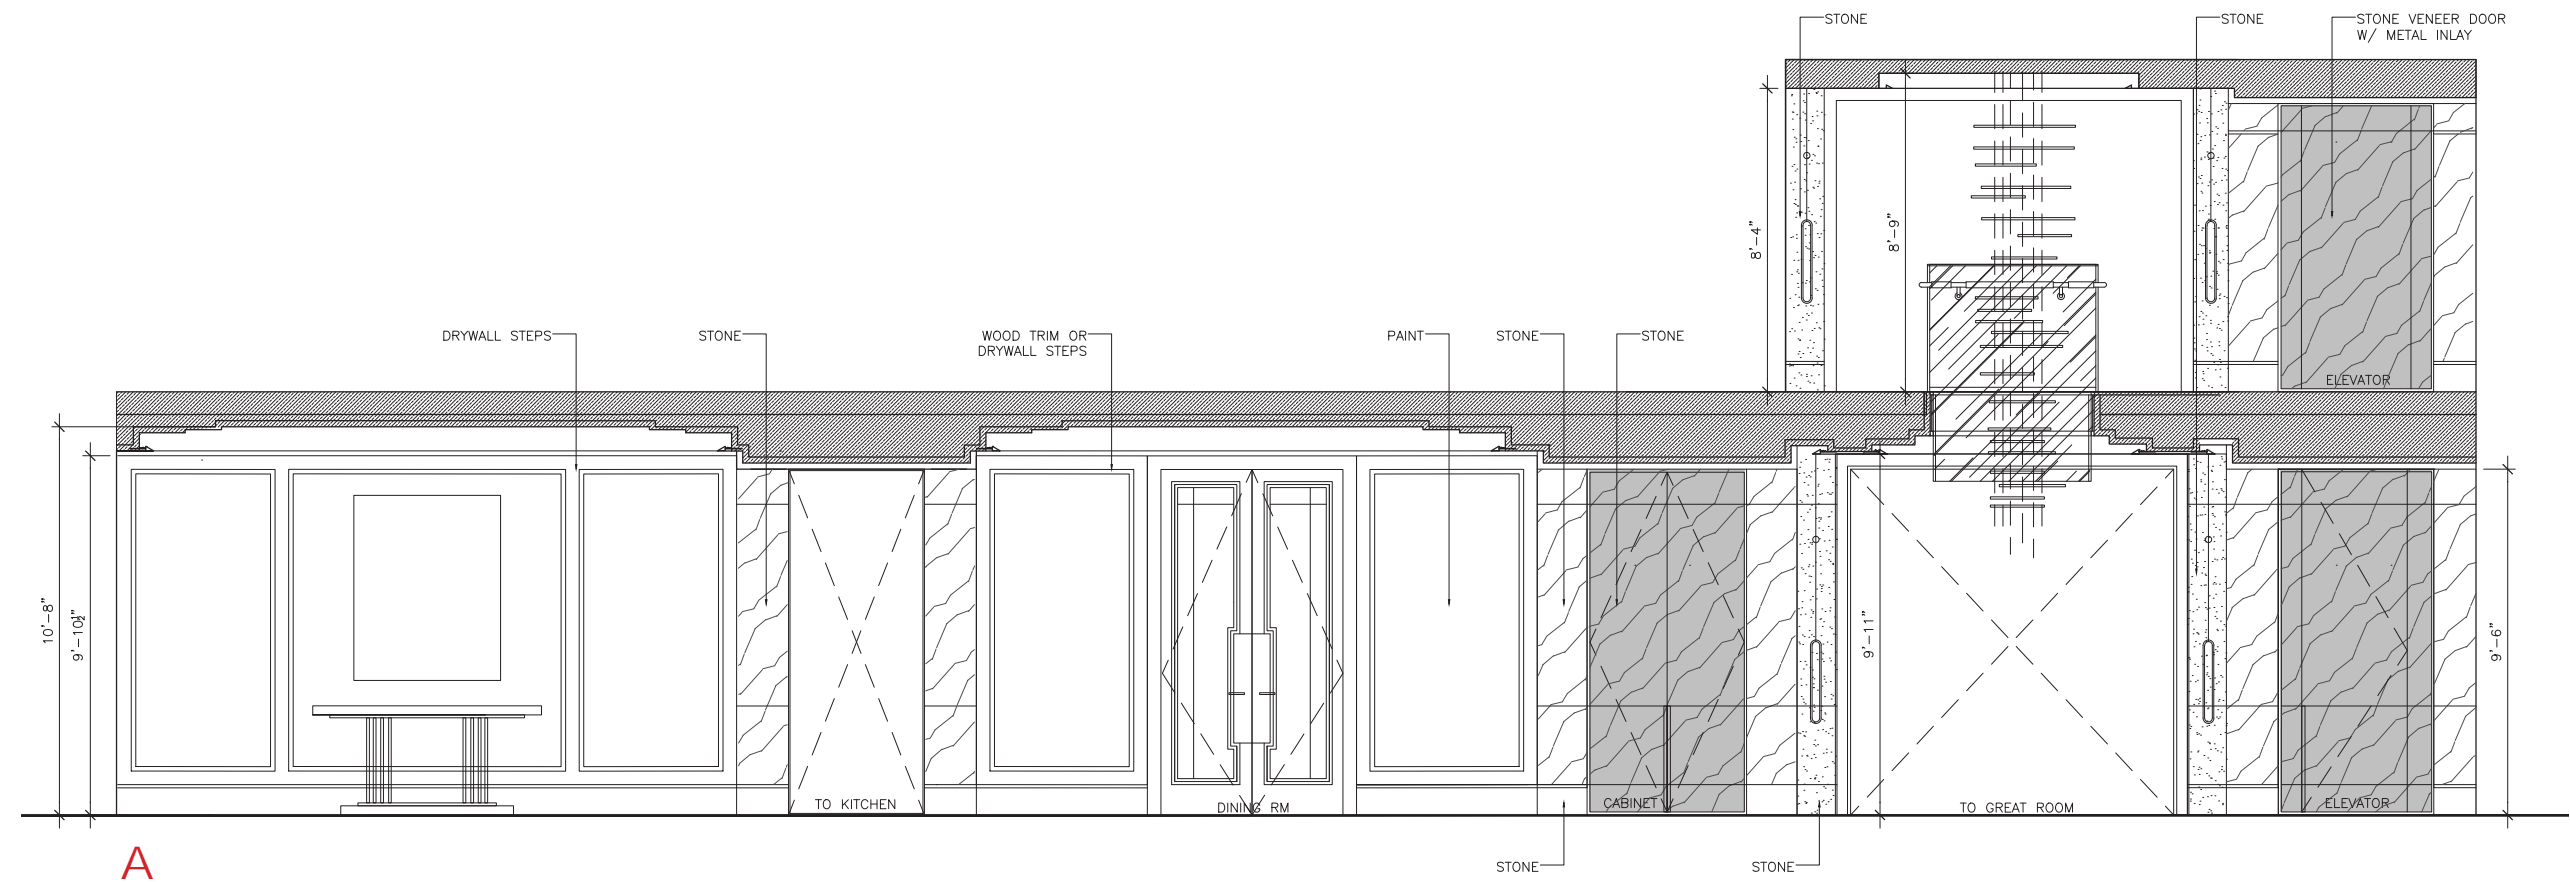 STONE
STONE
STONE VENEER DOOR
W/ METAL INLAY
8'-4"
8'-9"
DRYWALL STEPS
STONE
WOOD TRIM OR
DRYWALL STEPS
PAINT
STONE
STONE
ELEVATOR
10'-8"
9'-10½"
9'-11"
9'-6"
TO KITCHEN
DINING RM
CABINET
TO GREAT ROOM
ELEVATOR
A
STONE
STONE